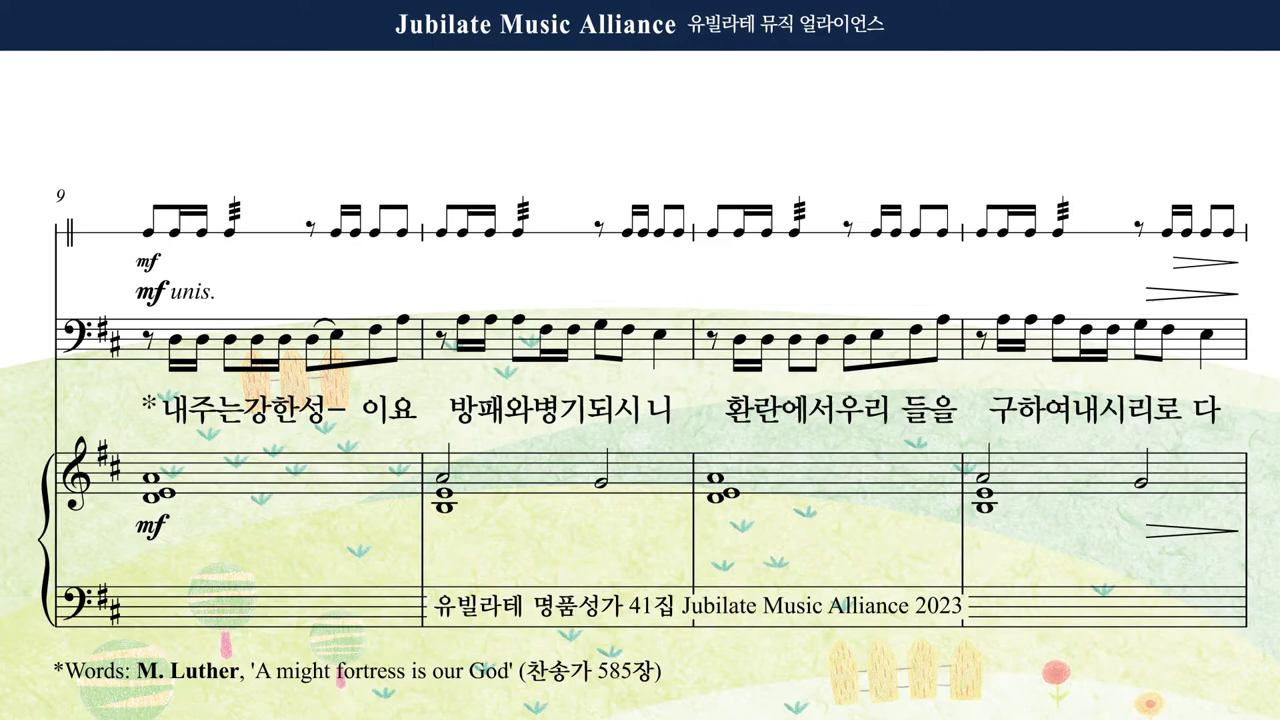 Jubilate Music Alliance 유빌라테 뮤직 얼라이언스
9
mf
mf unis.
*내주는강한성– 이요 방패와병기되시니 환란에서우리 들을 구하여내시리로 다
mf
유빌라테 명품성가 41집 Jubilate Music Alliance 2023
*Words: M. Luther, 'A might fortress is our God' (찬송가 585장)